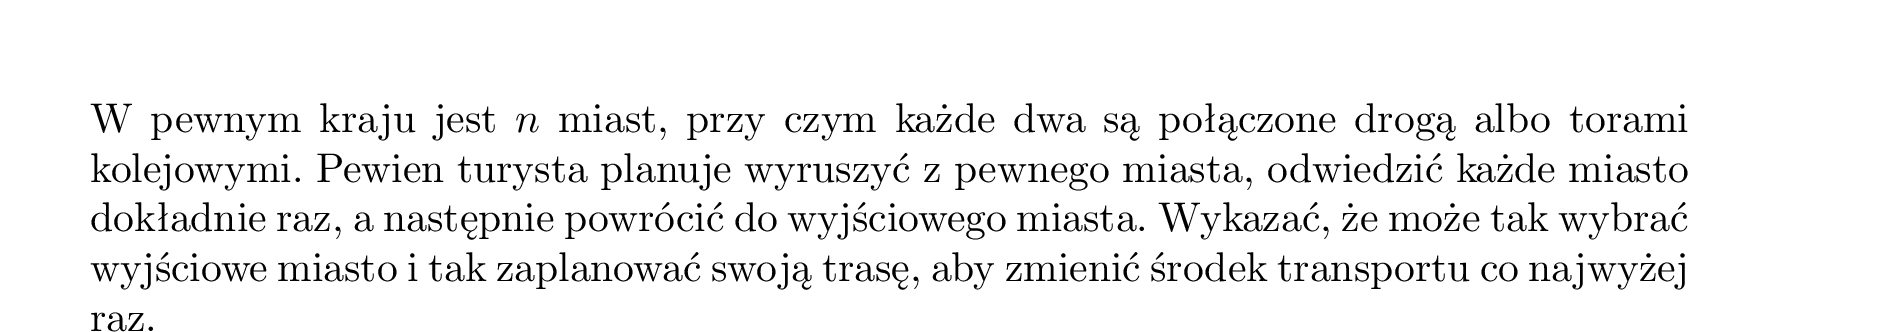 W pewnym kraju jest n miast, przy czym każde dwa są połączone drogą albo torami
kolejowymi. Pewien turysta planuje wyruszyć z pewnego miasta, odwiedzić każde miasto
dokładnie raz, a następnie powrócić do wyjściowego miasta. Wykazać, że może tak wybrać
wyjściowe miasto i tak zaplanować swoją trasę, aby zmienić środek transportu co najwyżej
raz.